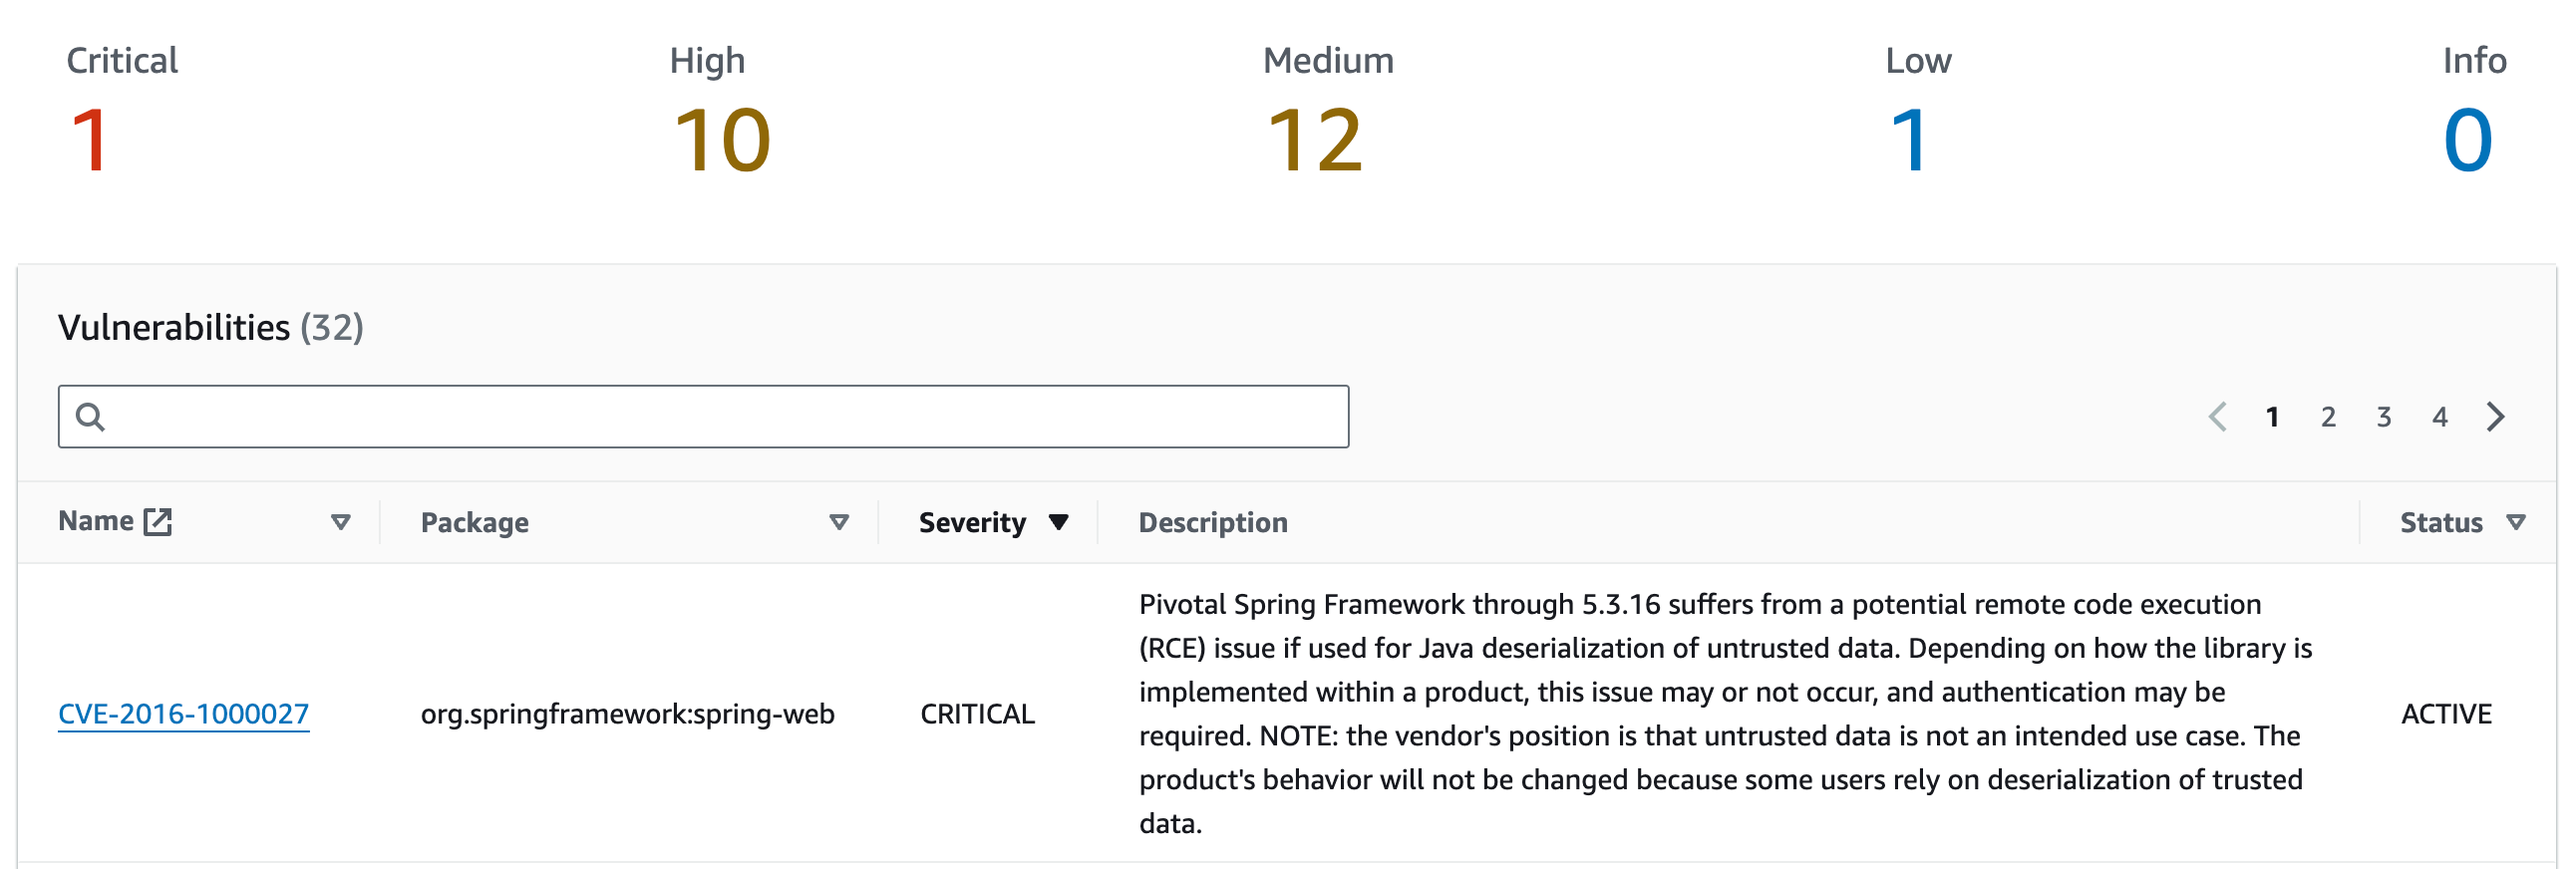 Critical High Medium Low Info
1 10 12 1 0
Vulnerabilities (32)
1 2 3 4
Name Package Severity Description Status
Pivotal Spring Framework through 5.3.16 suffers from a potential remote code execution
(RCE) issue if used for Java deserialization of untrusted data. Depending on how the library is
implemented within a product, this issue may or not occur, and authentication may be
CVE-2016-1000027 org.springframework:spring-web CRITICAL ACTIVE
required. NOTE: the vendor's position is that untrusted data is not an intended use case. The
product's behavior will not be changed because some users rely on deserialization of trusted
data.